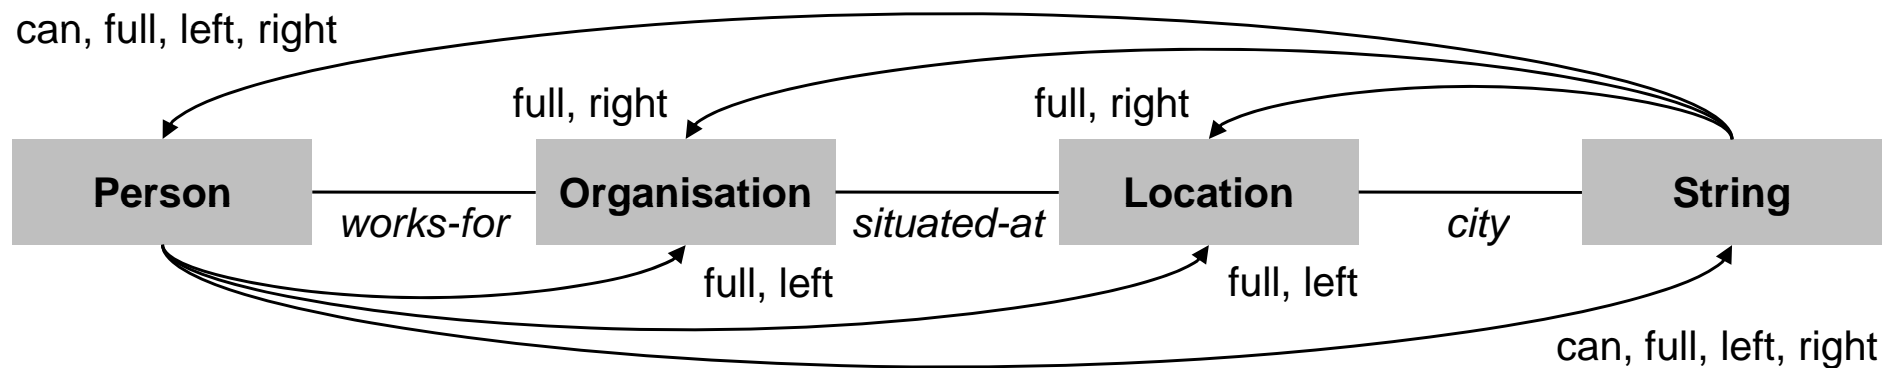 can, full, left, right
full, right
full, right
Person
works-for
Organisation
situated-at
Location
city
String
full, left
full, left
can, full, left, right